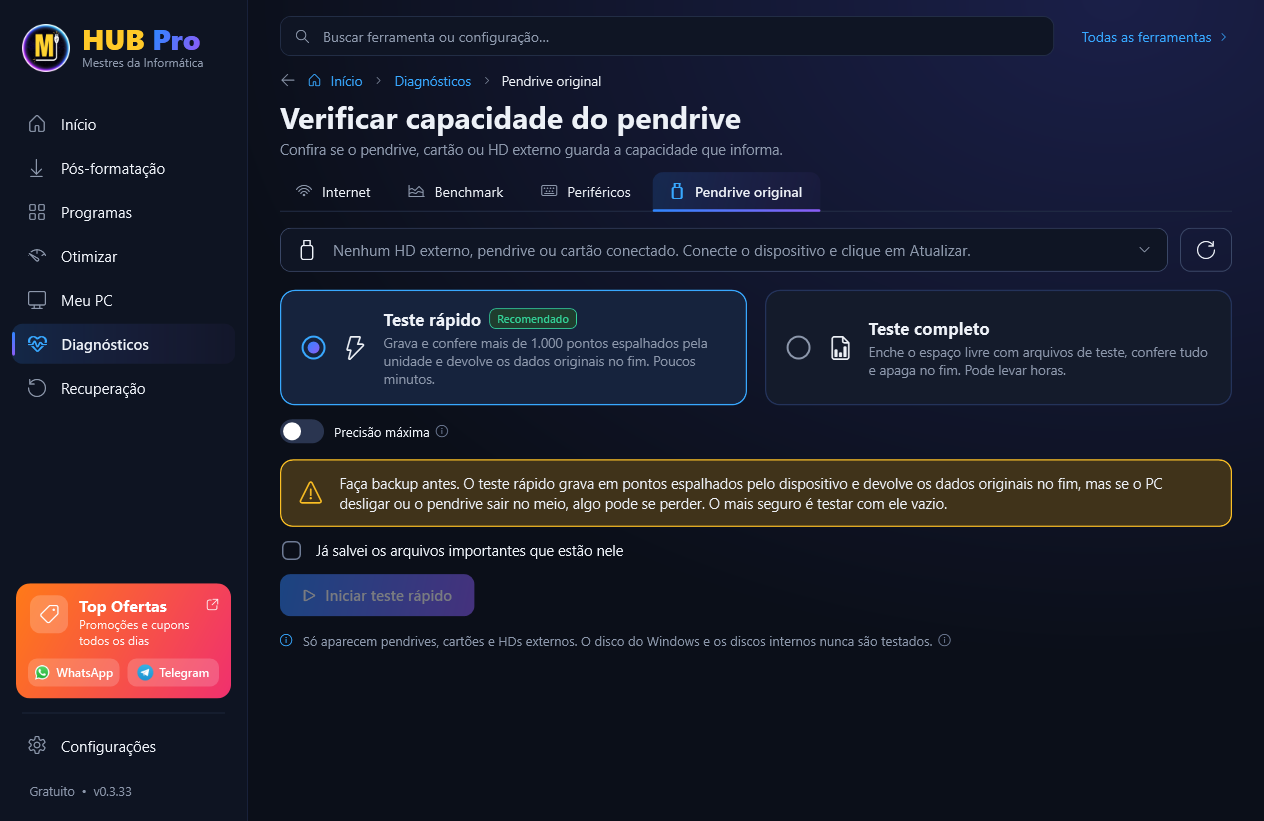 HUB Pro
Mestres da Informática
Início
Pós-formatação
Programas
Otimizar
Meu PC
Diagnósticos
Recuperação
Top Ofertas
Promoções e cupons
todos os dias
WhatsApp
Telegram
Configurações
Gratuito • v0.3.33
Buscar ferramenta ou configuração...
Todas as ferramentas
Início
Diagnósticos
Pendrive original
Verificar capacidade do pendrive
Confira se o pendrive, cartão ou HD externo guarda a capacidade que informa.
Internet
Benchmark
Periféricos
Pendrive original
Nenhum HD externo, pendrive ou cartão conectado. Conecte o dispositivo e clique em Atualizar.
Teste rápido
Recomendado
Grava e confere mais de 1.000 pontos espalhados pela
unidade e devolve os dados originais no fim. Poucos
minutos.
Teste completo
Enche o espaço livre com arquivos de teste, confere tudo
e apaga no fim. Pode levar horas.
Precisão máxima
Faça backup antes. O teste rápido grava em pontos espalhados pelo dispositivo e devolve os dados originais no fim, mas se o PC
desligar ou o pendrive sair no meio, algo pode se perder. O mais seguro é testar com ele vazio.
Já salvei os arquivos importantes que estão nele
Iniciar teste rápido
Só aparecem pendrives, cartões e HDs externos. O disco do Windows e os discos internos nunca são testados.